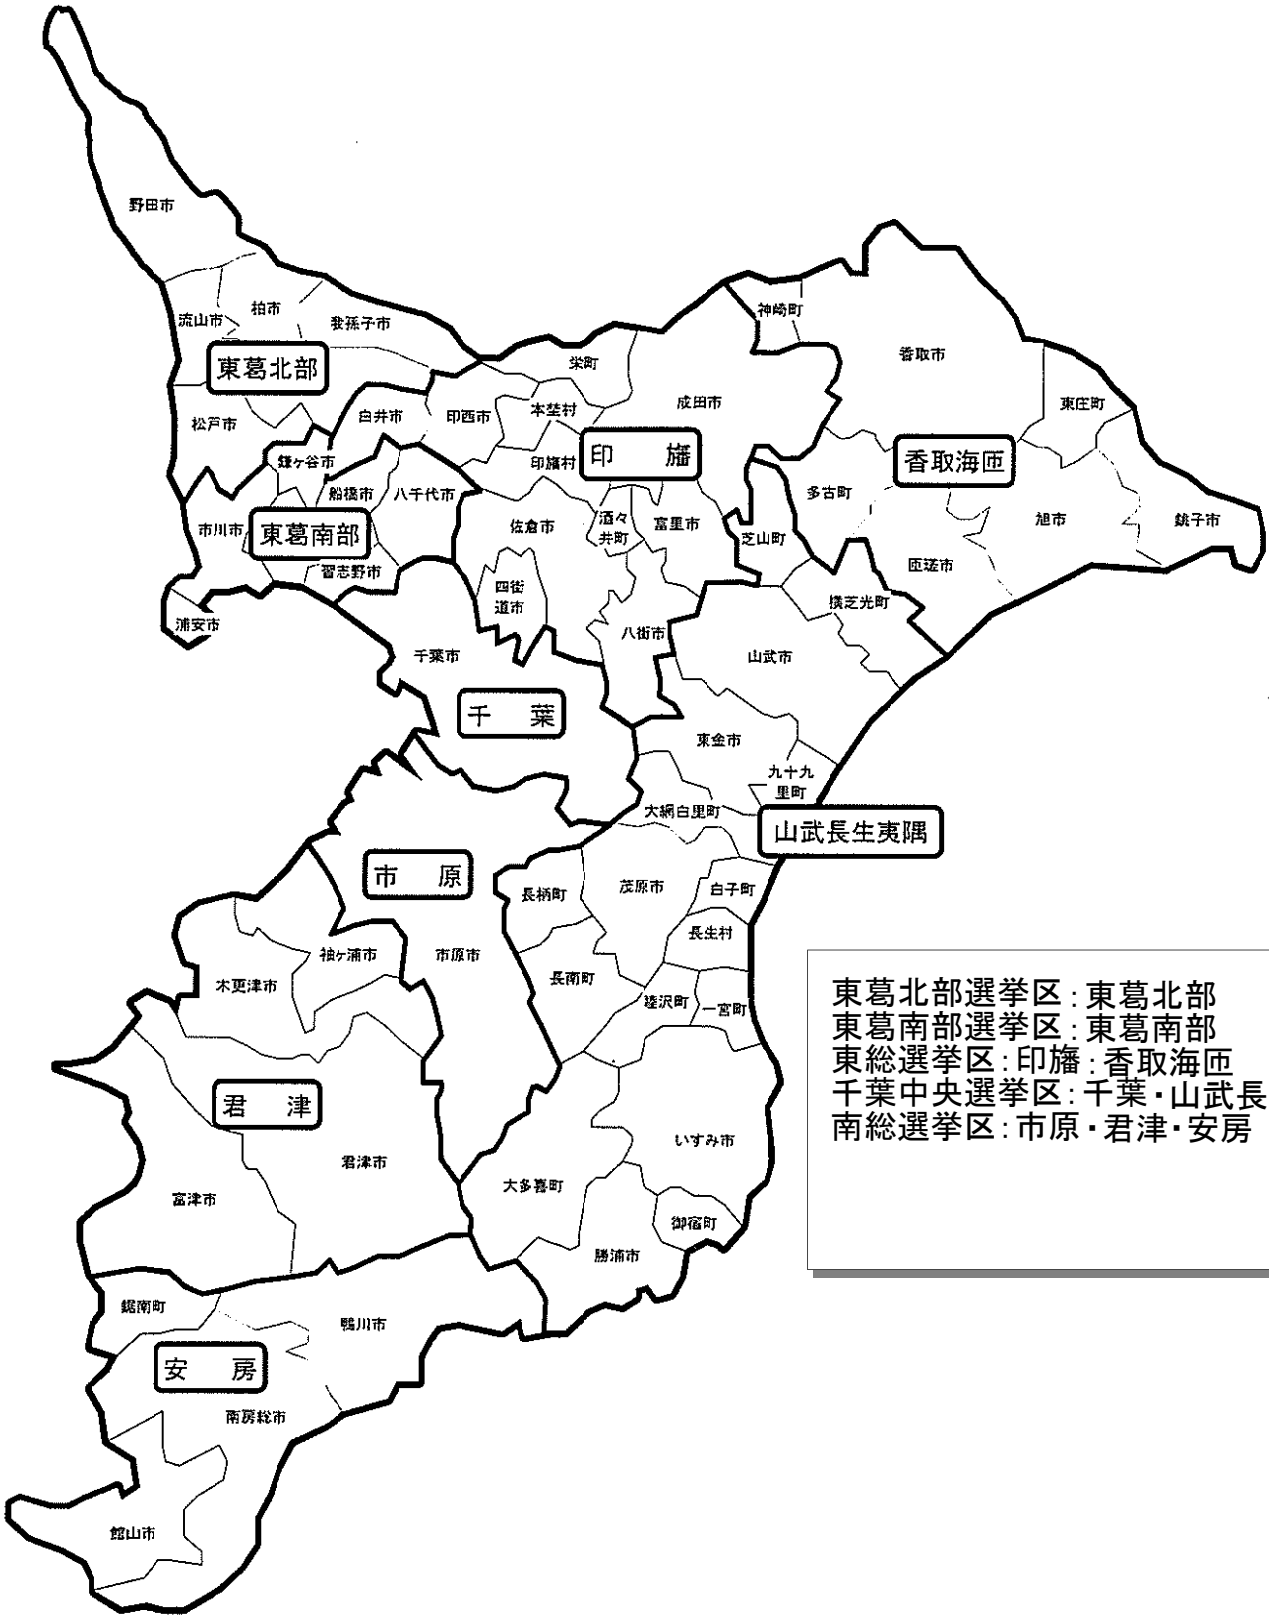 野田市
流山市
柏市
我孫子市
東葛北部
松戸市
鎌ヶ谷市
白井市
印西市
栄町
本埜村
印旛村
成田市
印 旛
神崎町
香取市
東庄町
香取海匝
多古町
旭市
銚子市
匝瑳市
船橋市
八千代市
市川市
東葛南部
習志野市
浦安市
佐倉市
酒々
井町
富里市
芝山町
四街
道市
八街市
横芝光町
山武市
千葉市
千 葉
東金市
九十九
里町
大網白里町
山武長生夷隅
市 原
長柄町
茂原市
白子町
長生村
市原市
長南町
睦沢町
一宮町
袖ヶ浦市
木更津市
君 津
君津市
富津市
いすみ市
大多喜町
御宿町
勝浦市
鋸南町
鴨川市
安 房
南房総市
館山市
東葛北部選挙区：東葛北部
東葛南部選挙区：東葛南部
東総選挙区：印旛：香取海匝
千葉中央選挙区：千葉・山武長
南総選挙区：市原・君津・安房